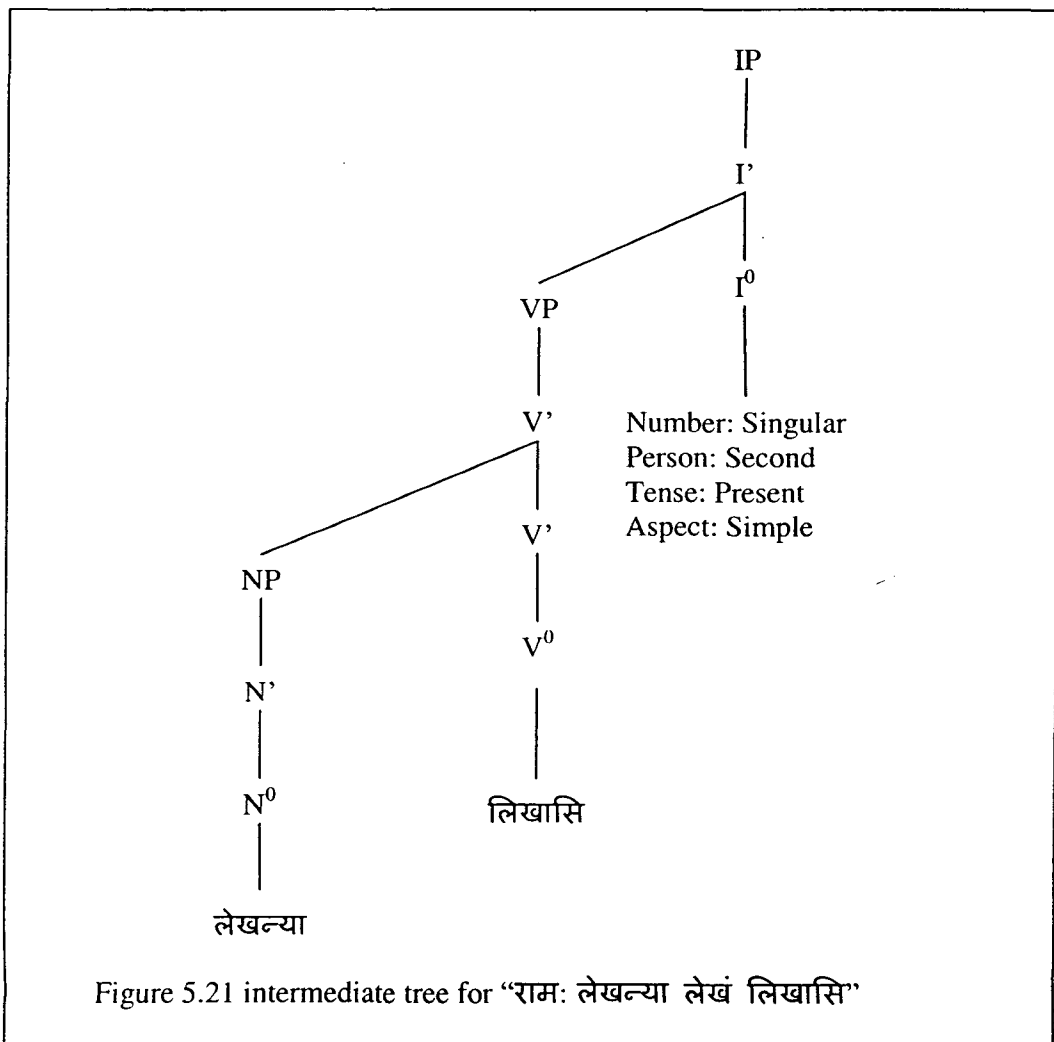 IP
I'
I⁰
VP
V'
Number: Singular
Person: Second
Tense: Present
Aspect: Simple
V'
NP
V⁰
N'
N⁰
लिखासि
लेखन्या
Figure 5.21 intermediate tree for “राम: लेखन्या लेखं लिखासि”